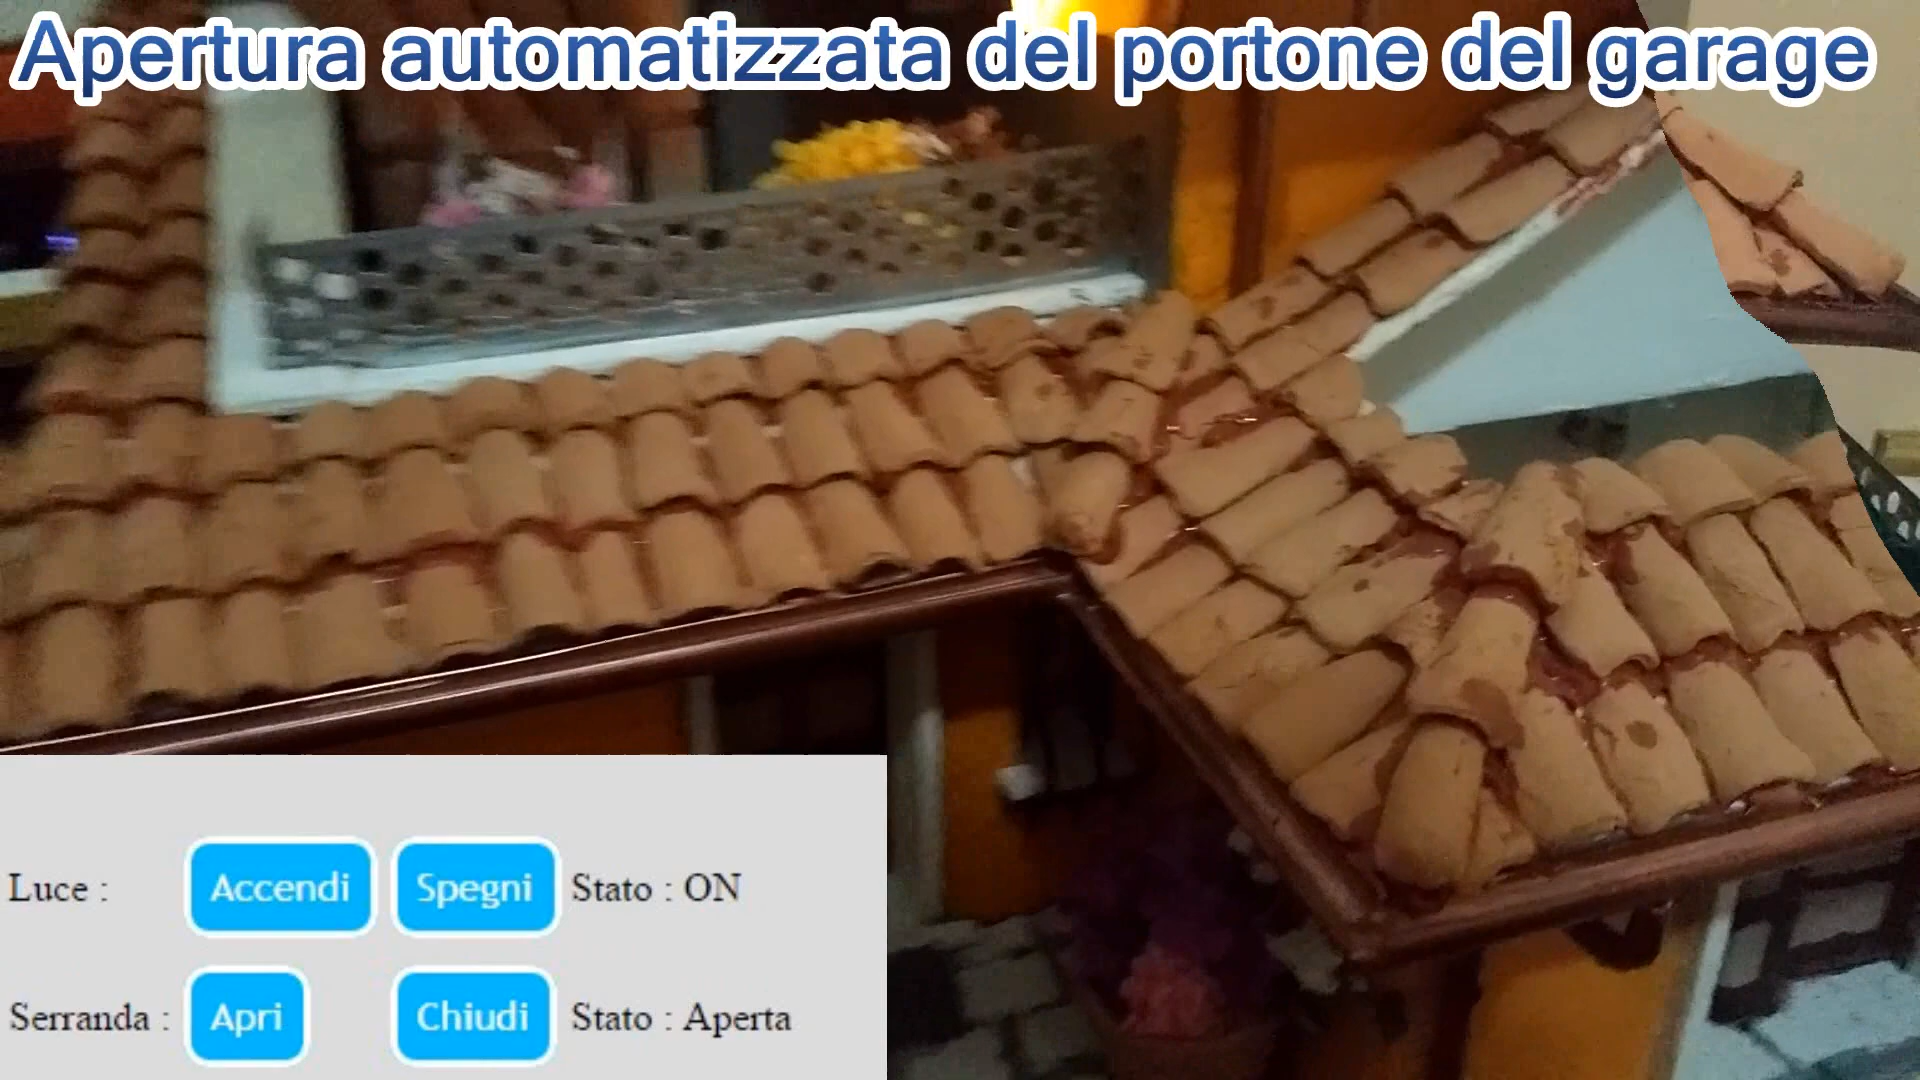 Apertura automatizzata del portone del garage
Luce : Accendi Spegni Stato : ON
Serranda : Apri Chiudi Stato : Aperta